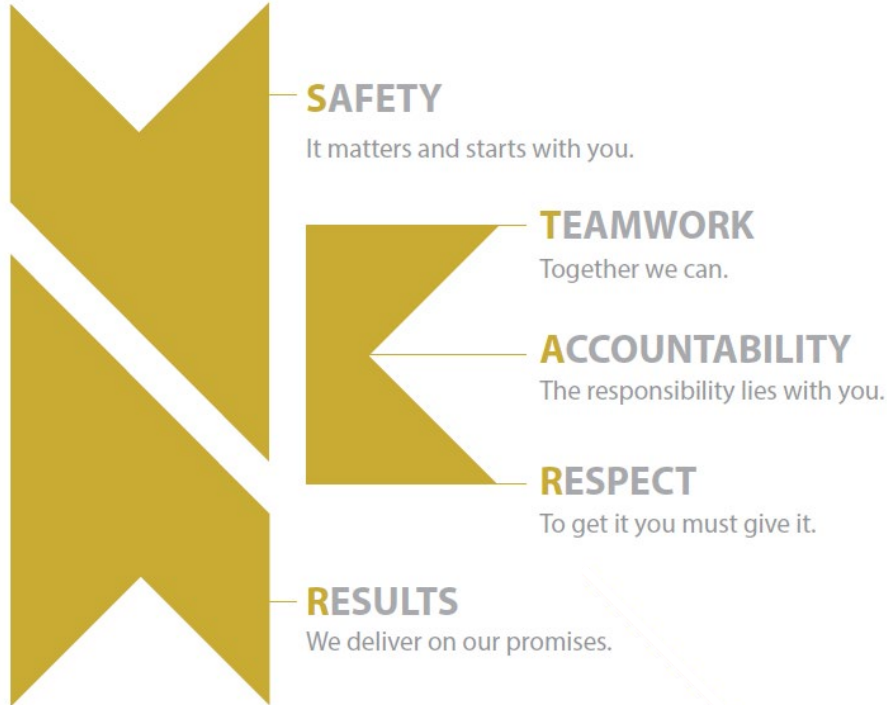 SAFETY
It matters and starts with you.
TEAMWORK
Together we can.
ACCOUNTABILITY
The responsibility lies with you.
RESPECT
To get it you must give it.
RESULTS
We deliver on our promises.